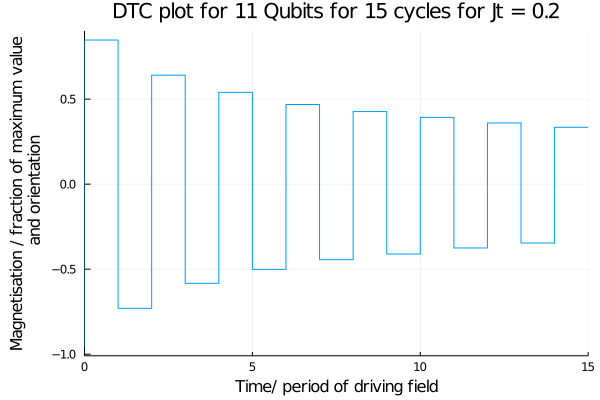 DTC plot for 11 Qubits for 15 cycles for Jt = 0.2
Magnetisation / fraction of maximum value
and orientation
0.5
0.0
−0.5
−1.0
0
5
10
15
Time/ period of driving field